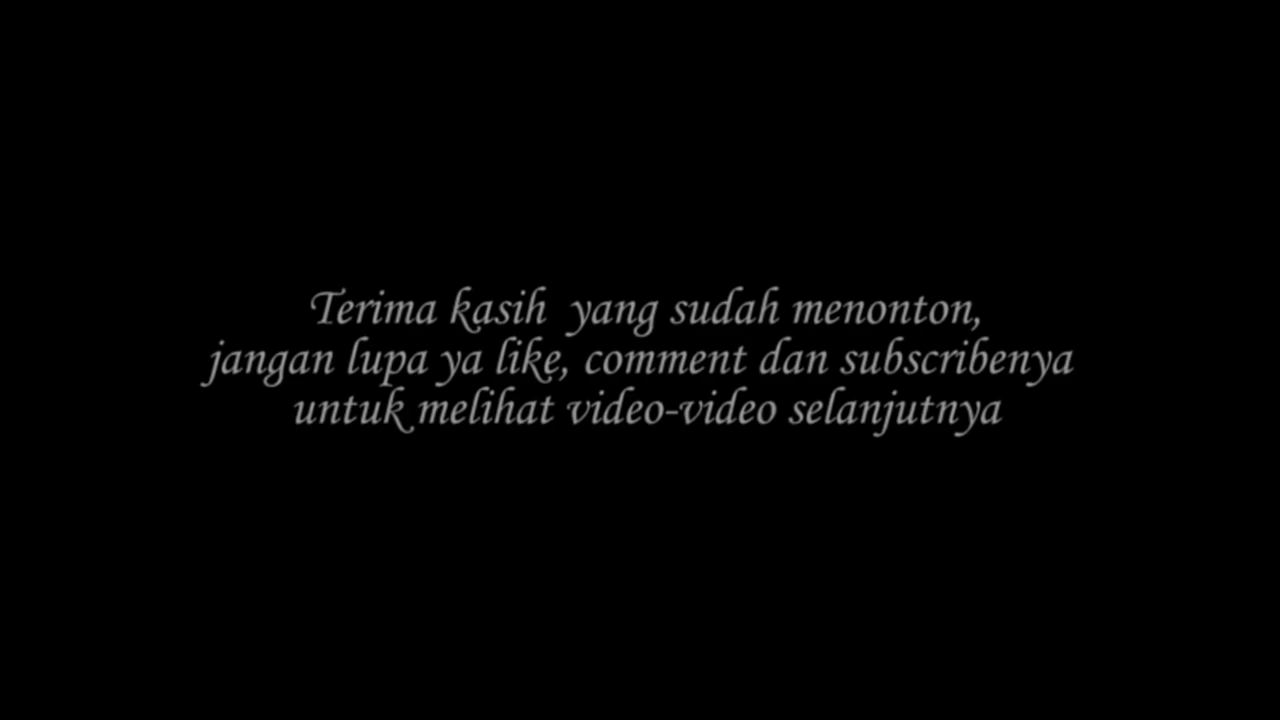 Terima kasih  yang sudah menonton,
jangan lupa ya like, comment dan subscribenya
untuk melihat video-video selanjutnya